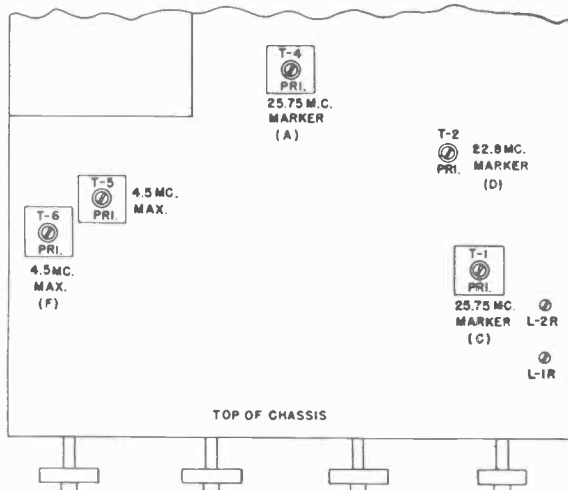 T-4
PRI.
25.75 M.C.
MARKER
(A)
T-2
PRI.
22.8 MC.
MARKER
(D)
T-5
PRI.
4.5 MC.
MAX.
T-6
PRI.
4.5 MC.
MAX.
(F)
T-1
PRI.
25.75 MC.
MARKER
(C)
L-2R
L-1R
TOP OF CHASSIS